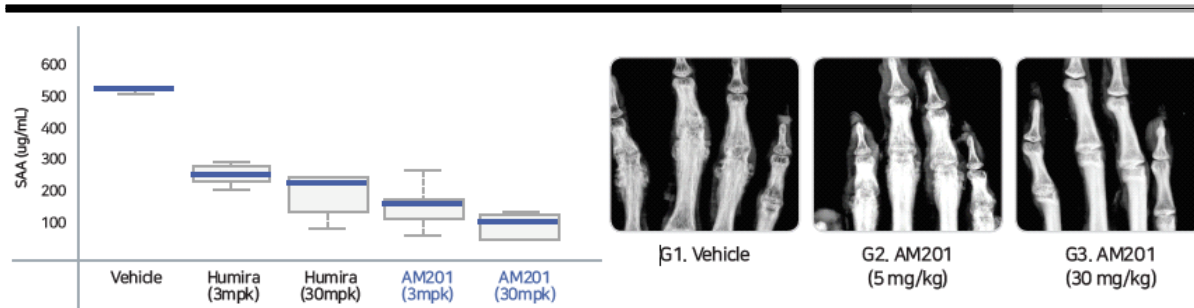 600
500
400
300
200
100
SAA (ug/mL)
Vehicle
Humira
(3mpk)
Humira
(30mpk)
AM201
(3mpk)
AM201
(30mpk)
G1. Vehicle
G2. AM201
(5 mg/kg)
G3. AM201
(30 mg/kg)